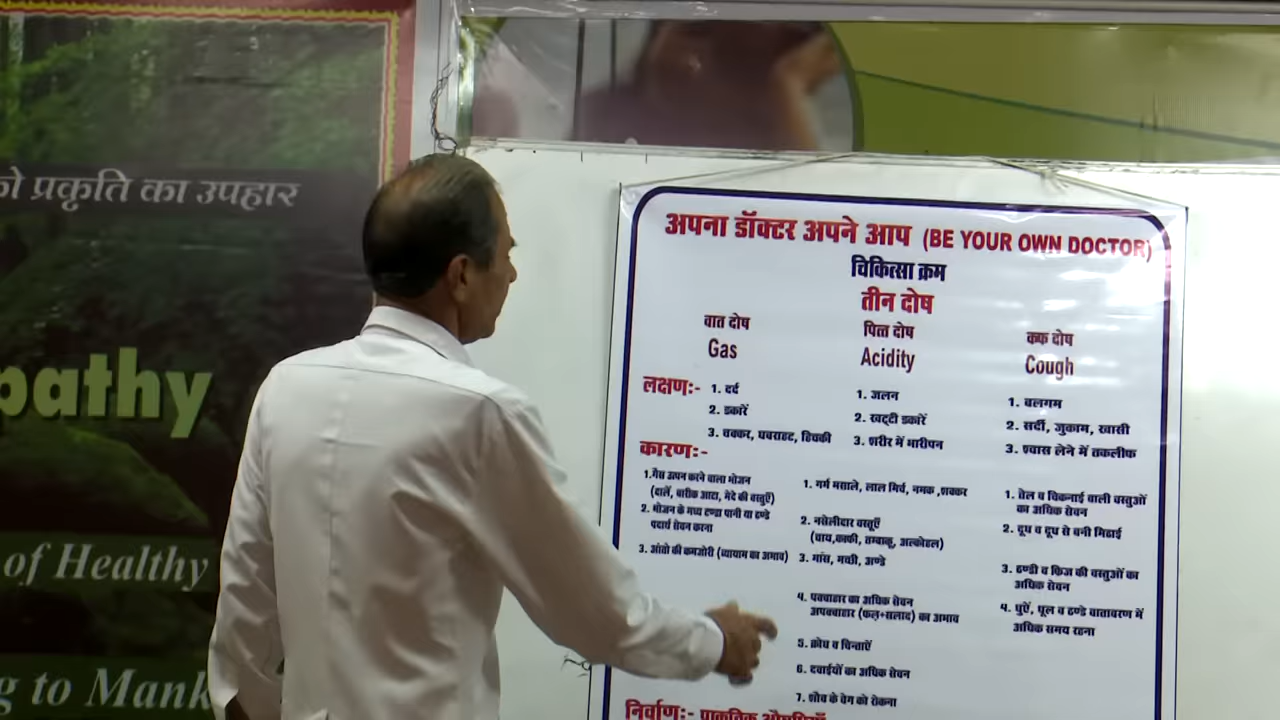 को प्रकृति का उपहार
pathy
of Healthy
g to Mank
अपना डॉक्टर अपने आप (BE YOUR OWN DOCTOR)
चिकित्सा क्रम
तीन दोष
वात दोष
Gas
पित्त दोष
Acidity
कफ दोष
Cough
लक्षणः-
1. दर्द
2. डकारें
3. चक्कर, घबराहट, हिचकी
1. जलन
2. खट्टी डकारें
3. शरीर में भारीपन
1. बलगम
2. सर्दी, जुकाम, खासी
3. श्वास लेने में तकलीफ
कारणः-
1.गैस उत्पन करने वाला भोजन
(दालें, बारीक आटा, मेदे की वस्तुएँ)
2. भोजन के मध्य ठण्डा पानी या ठण्डे
पदार्थ सेवन करना
3. आंतो की कमजोरी (व्यायाम का अभाव)
1. गर्म मसाले, लाल मिर्च, नमक ,शक्कर
2. नशेलीदार वस्तुएँ
(चाय,काफी, तम्बाकू, अल्कोहल)
3. मांस, मच्छी, अण्डे
4. पक्वाहार का अधिक सेवन
अपक्वाहार (फल+सलाद) का अभाव
5. क्रोध व चिन्ताएँ
6. दवाईयों का अधिक सेवन
7. शौच के वेग को रोकना
1. तेल व चिकनाई वाली वस्तुओं
का अधिक सेवन
2. दूध व दूध से बनी मिठाई
3. ठण्डी व फ्रिज की वस्तुओं का
अधिक सेवन
4. धुऐं, धूल व ठण्डे वातावरण में
अधिक समय रहना
निर्वाणः- प्राकृतिक औषधियाँ